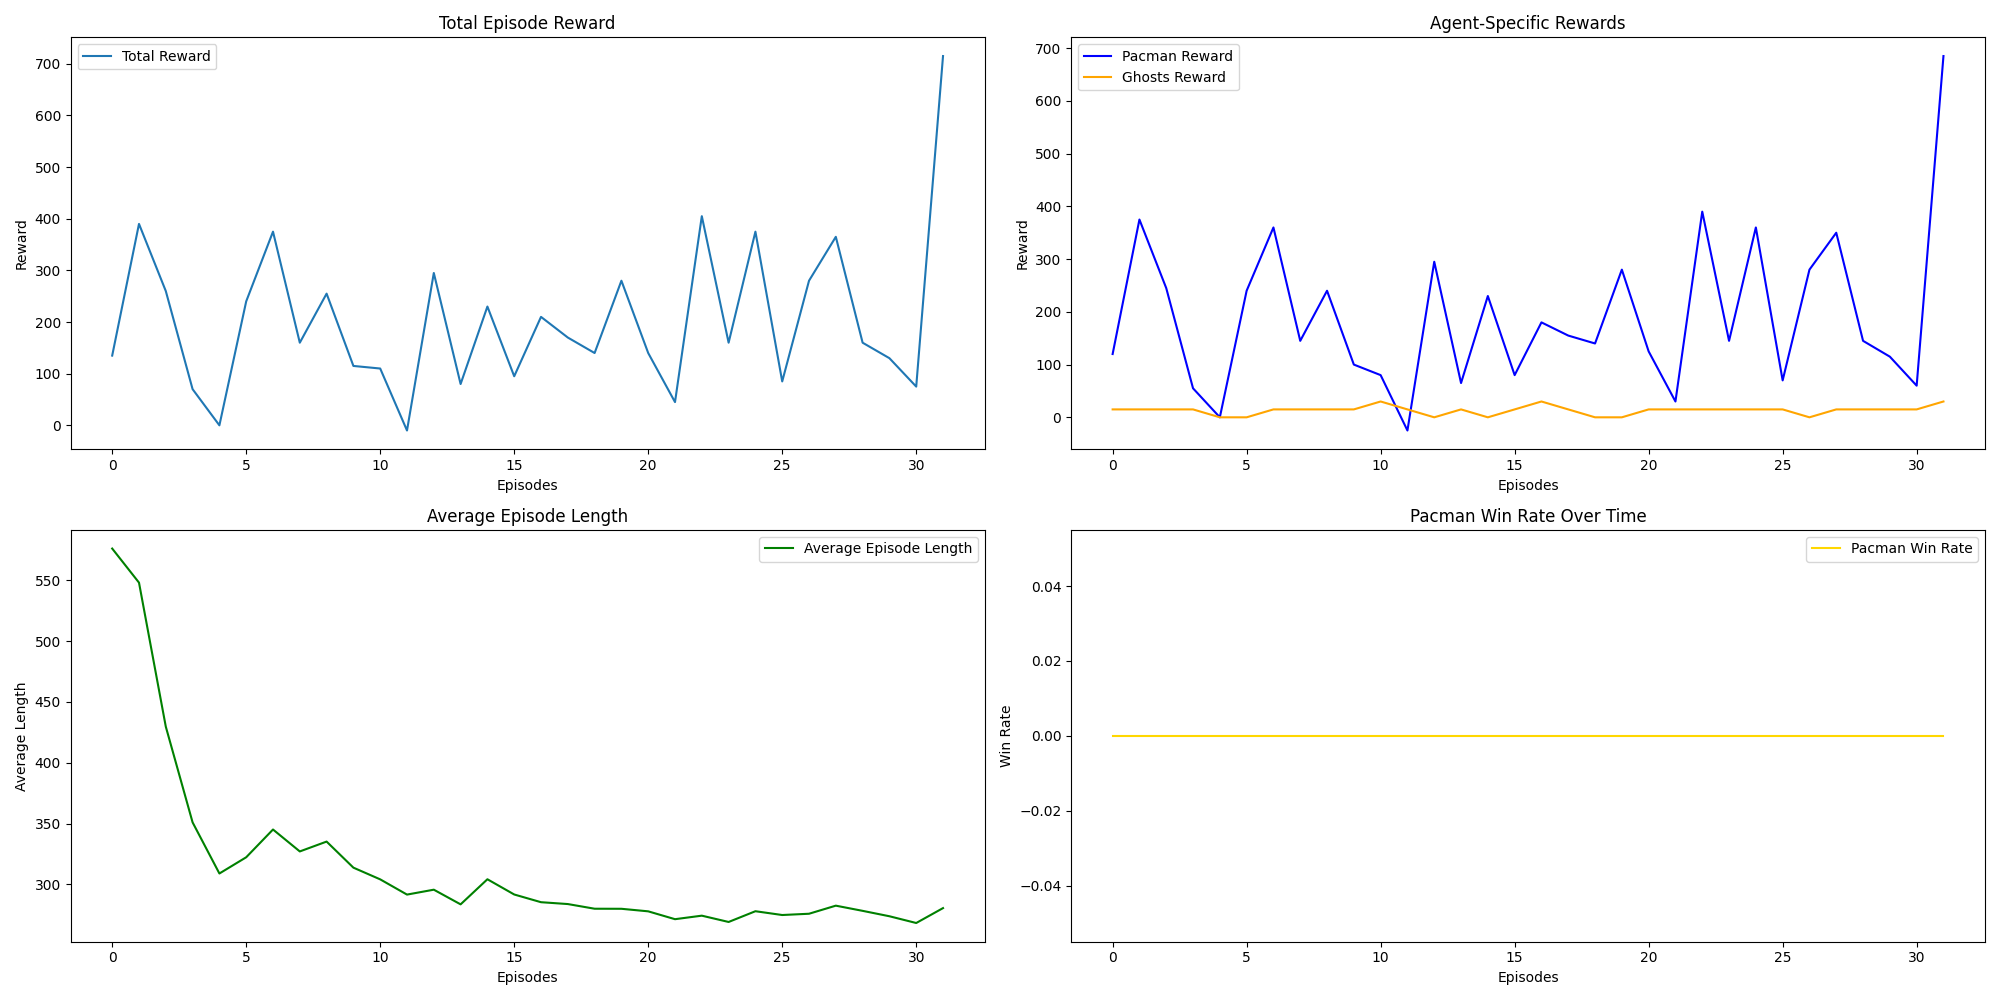 Total Episode Reward
Total Reward
700
600
500
400
300
200
100
0
Reward
0 5 10 15 20 25 30
Episodes
Agent-Specific Rewards
Pacman Reward
Ghosts Reward
700
600
500
400
300
200
100
0
Reward
0 5 10 15 20 25 30
Episodes
Average Episode Length
Average Episode Length
550
500
450
400
350
300
Average Length
0 5 10 15 20 25 30
Episodes
Pacman Win Rate Over Time
Pacman Win Rate
0.04
0.02
0.00
−0.02
−0.04
Win Rate
0 5 10 15 20 25 30
Episodes